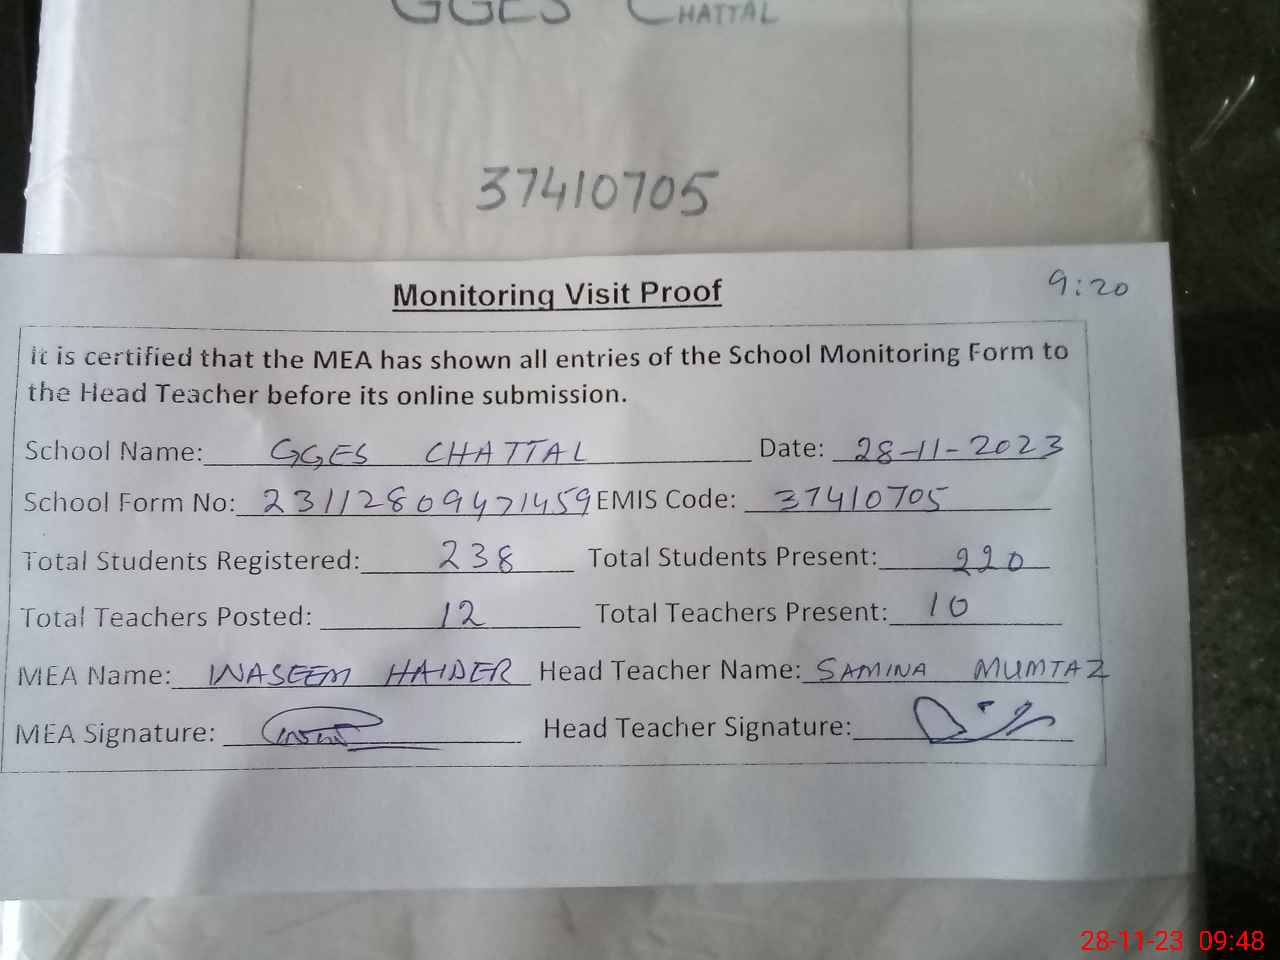 GGES CHATTAL
37410705
Monitoring Visit Proof
9:20
it is certified that the MEA has shown all entries of the School Monitoring Form to
the Head Teacher before its online submission.
School Name: GGES CHATTAL Date: 28-11-2023
School Form No: 23112809471459 EMIS Code: 37410705
Total Students Registered: 238 Total Students Present: 220
Total Teachers Posted: 12 Total Teachers Present: 10
MEA Name: WASEEM HAIDER Head Teacher Name: SAMINA MUMTAZ
MEA Signature: Head Teacher Signature:
28-11-23 09:48